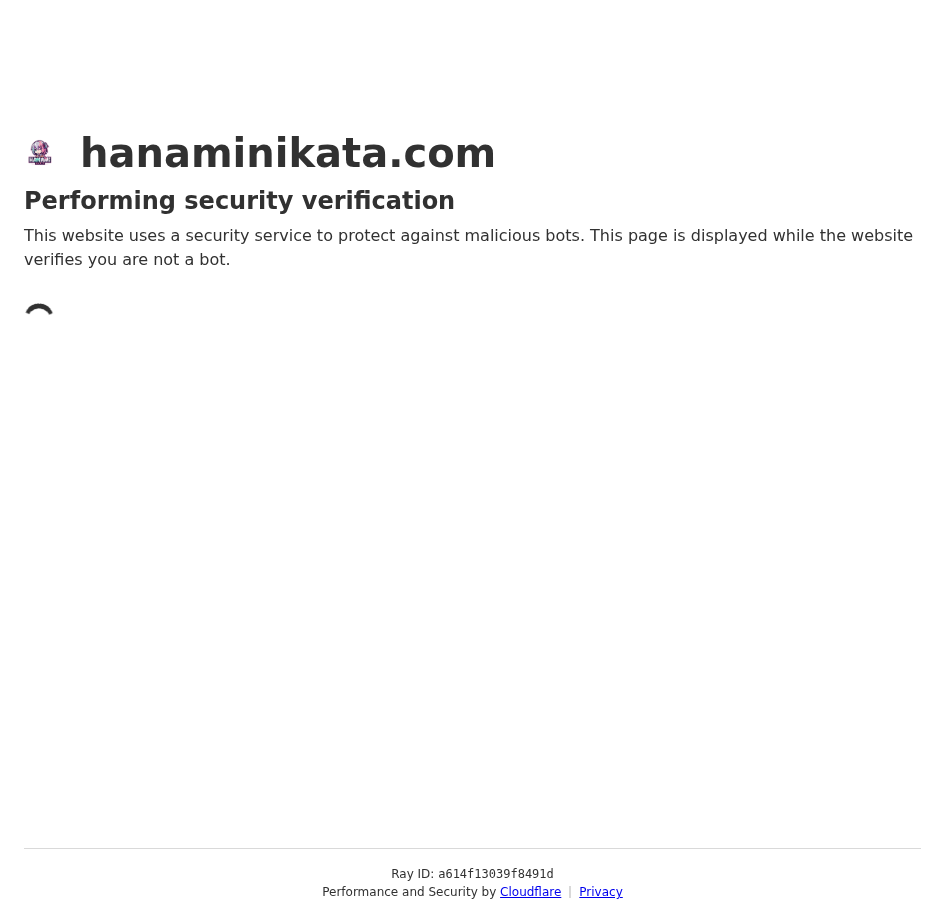 hanaminikata.com
Performing security verification
This website uses a security service to protect against malicious bots. This page is displayed while the website
verifies you are not a bot.
Ray ID: a614f13039f8491d
Performance and Security by Cloudflare | Privacy